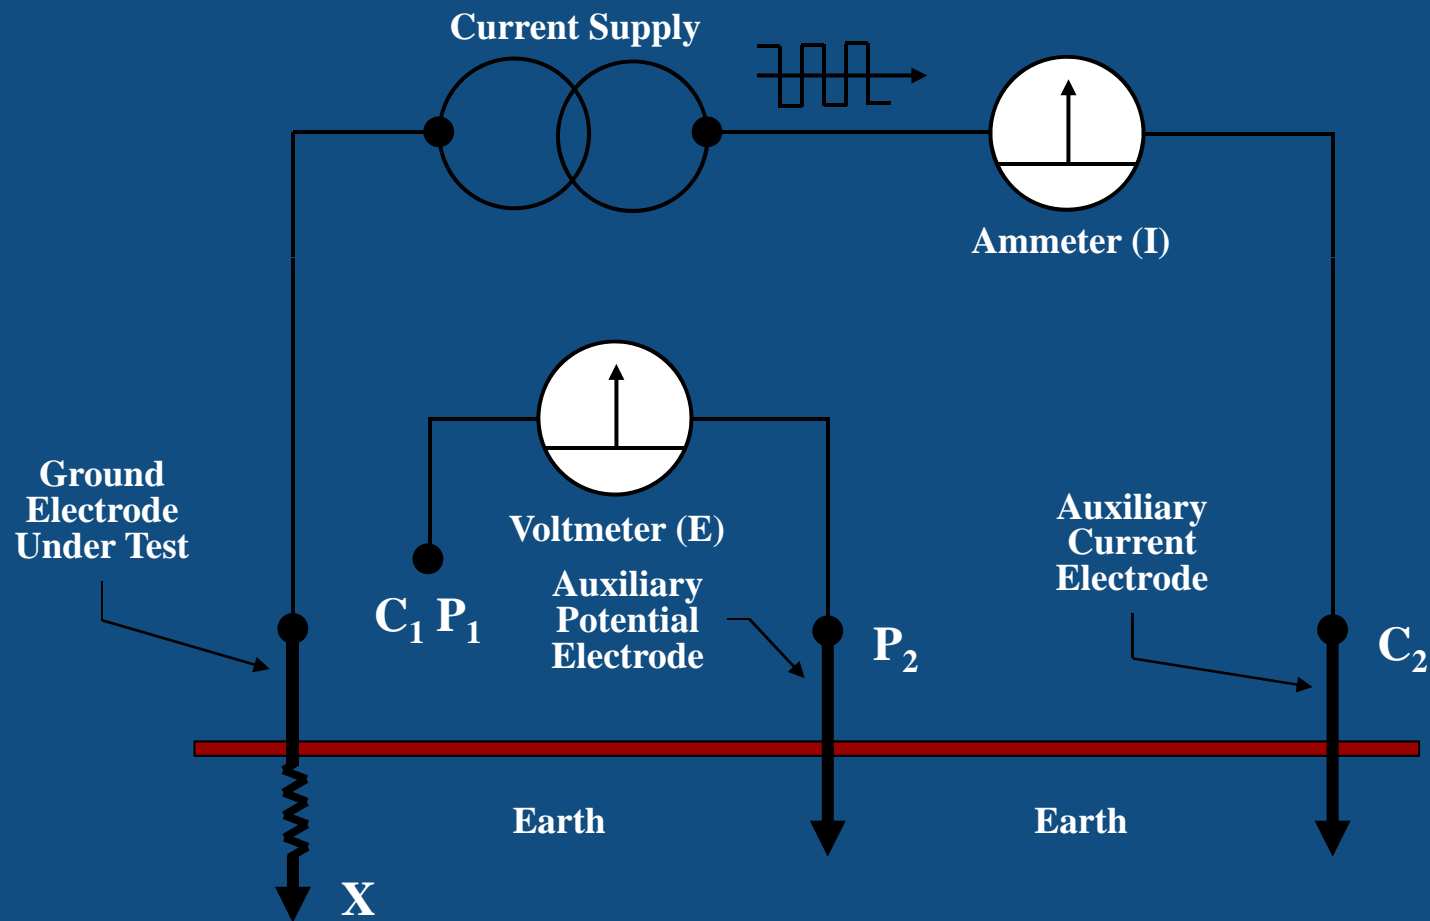 Current Supply
Ammeter (I)
Ground
Electrode
Under Test
Voltmeter (E)
Auxiliary
Current
Electrode
C₁ P₁
Auxiliary
Potential
Electrode
P₂
C₂
Earth
Earth
X